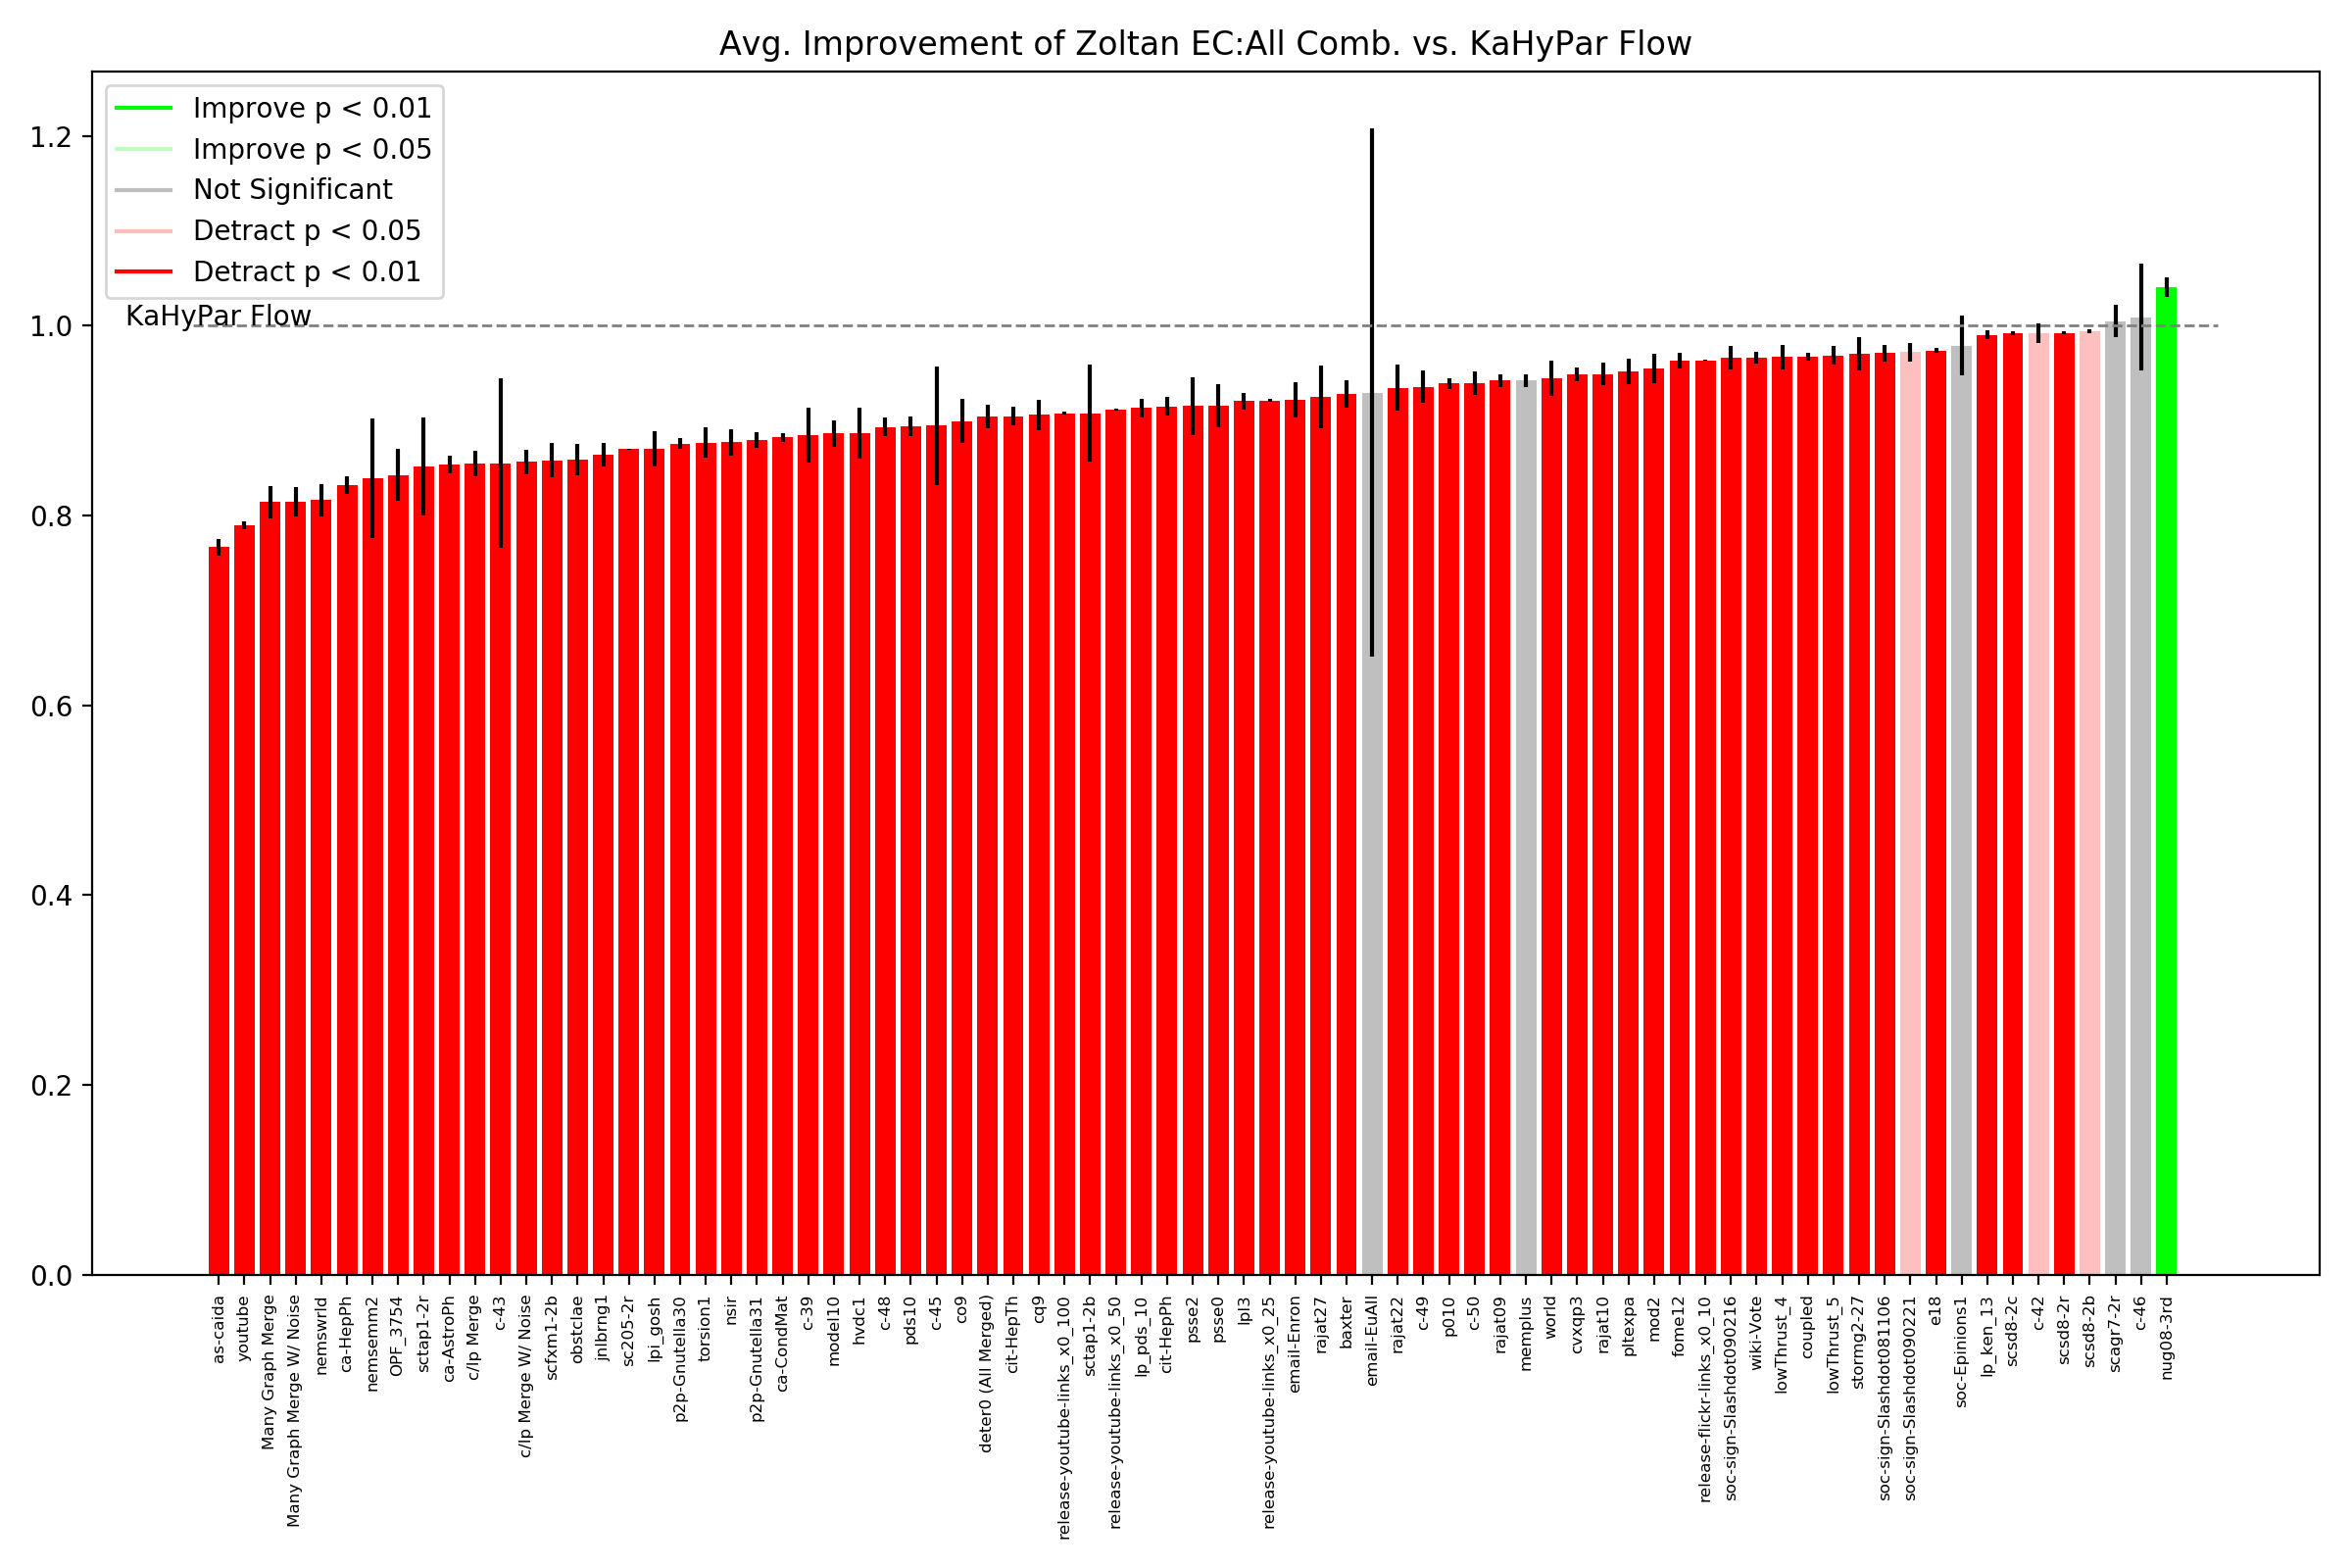 Avg. Improvement of Zoltan EC:All Comb. vs. KaHyPar Flow
Improve p < 0.01
Improve p < 0.05
Not Significant
Detract p < 0.05
Detract p < 0.01
KaHyPar Flow
1.2
1.0
0.8
0.6
0.4
0.2
0.0
as-caida
youtube
Many Graph Merge
Many Graph Merge W/ Noise
nemswrld
ca-HepPh
nemsemm2
OPF_3754
sctap1-2r
ca-AstroPh
c/lp Merge
c-43
c/lp Merge W/ Noise
scfxm1-2b
obstclae
jnlbrng1
sc205-2r
lpi_gosh
p2p-Gnutella30
torsion1
nsir
p2p-Gnutella31
ca-CondMat
c-39
model10
hvdc1
c-48
pds10
c-45
co9
deter0 (All Merged)
cit-HepTh
cq9
release-youtube-links_x0_100
sctap1-2b
release-youtube-links_x0_50
lp_pds_10
cit-HepPh
psse2
psse0
lpl3
release-youtube-links_x0_25
email-Enron
rajat27
baxter
email-EuAll
rajat22
c-49
p010
c-50
rajat09
memplus
world
cvxqp3
rajat10
pltexpa
mod2
fome12
release-flickr-links_x0_10
soc-sign-Slashdot090216
wiki-Vote
lowThrust_4
coupled
lowThrust_5
stormg2-27
soc-sign-Slashdot081106
soc-sign-Slashdot090221
e18
soc-Epinions1
lp_ken_13
scsd8-2c
c-42
scsd8-2r
scsd8-2b
scagr7-2r
c-46
nug08-3rd